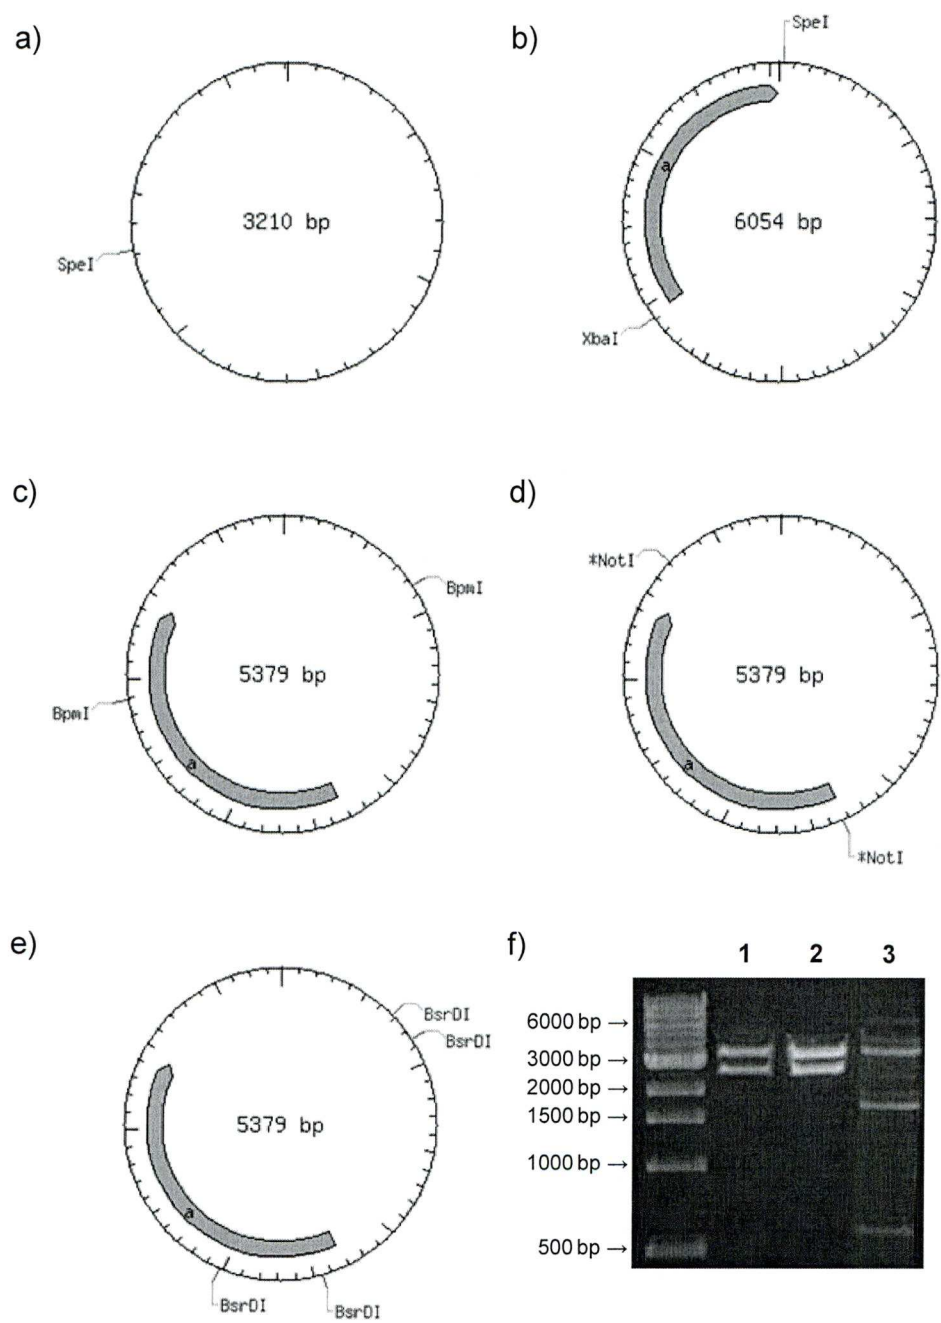 a)
3210 bp
SpeI
b)
SpeI
a
6054 bp
XbaI
c)
BpmI
5379 bp
BpmI
a
d)
*NotI
5379 bp
a
*NotI
e)
BsrDI
BsrDI
5379 bp
a
BsrDI
BsrDI
f)
1 2 3
6000 bp →
3000 bp →
2000 bp →
1500 bp →
1000 bp →
500 bp →